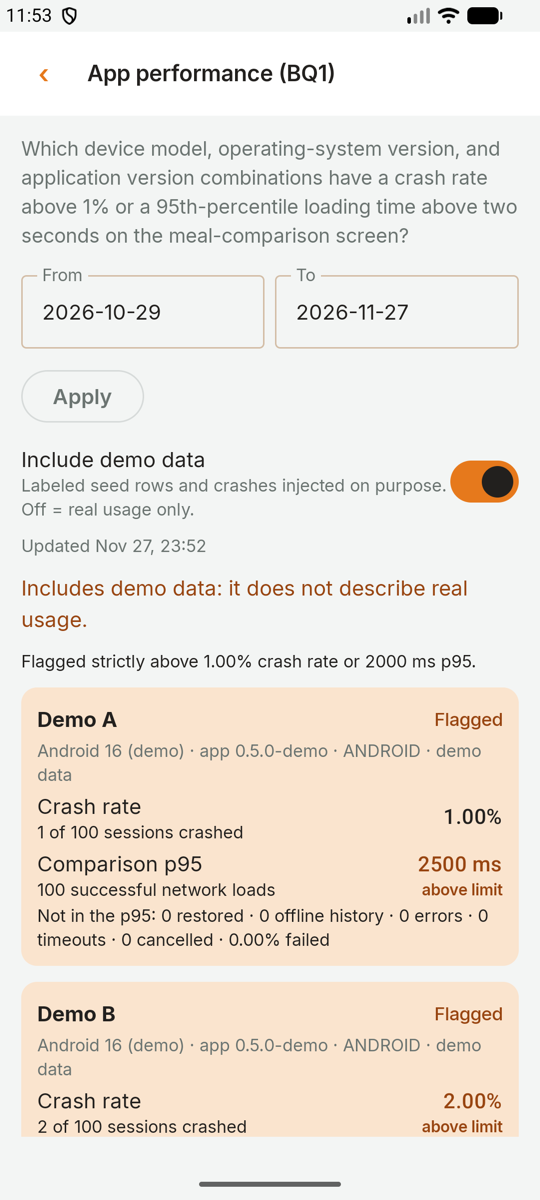 11:53
‹ App performance (BQ1)
Which device model, operating-system version, and
application version combinations have a crash rate
above 1% or a 95th-percentile loading time above two
seconds on the meal-comparison screen?
From
2026-10-29
To
2026-11-27
Apply
Include demo data
Labeled seed rows and crashes injected on purpose.
Off = real usage only.
Updated Nov 27, 23:52
Includes demo data: it does not describe real
usage.
Flagged strictly above 1.00% crash rate or 2000 ms p95.
Demo A Flagged
Android 16 (demo) · app 0.5.0-demo · ANDROID · demo
data
Crash rate
1 of 100 sessions crashed
1.00%
Comparison p95 2500 ms
100 successful network loads above limit
Not in the p95: 0 restored · 0 offline history · 0 errors · 0
timeouts · 0 cancelled · 0.00% failed
Demo B Flagged
Android 16 (demo) · app 0.5.0-demo · ANDROID · demo
data
Crash rate 2.00%
2 of 100 sessions crashed above limit